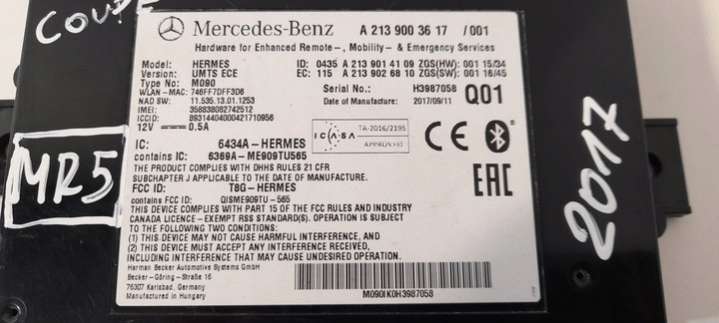 COUPE
Mercedes-Benz A 213 900 36 17 /001
Hardware for Enhanced Remote-, Mobility- & Emergency Services
Model: HERMES ID: 0435 A 213 901 41 09 ZGS(HW): 001 15/34
Version: UMTS ECE EC: 115 A 213 902 68 10 ZGS(SW): 001 16/45
Type No: M090 Serial No.: H3987058
WLAN-MAC: 746FF7DFF3D6 Q01
NAD SW: 11.535.13.01.1253 Date of Manufacture: 2017/09/11
IMEI: 358838082742512
ICCID: 89314404000421710956
12V 0.5A
ICASA TA-2016/2195
APPROVED
IC: 6434A-HERMES
contains IC: 6369A-ME909TU565
CE
EAC
THE PRODUCT COMPLIES WITH DHHS RULES 21 CFR
SUBCHAPTER J APPLICABLE TO THE DATE OF MANUFACTURE.
FCC ID: T8G-HERMES
contains FCC ID: QISME909TU-565
THIS DEVICE COMPLIES WITH PART 15 OF THE FCC RULES AND INDUSTRY
CANADA LICENCE-EXEMPT RSS STANDARD(S). OPERATION IS SUBJECT
TO THE FOLLOWING TWO CONDITIONS:
(1) THIS DEVICE MAY NOT CAUSE HARMFUL INTERFERENCE, AND
(2) THIS DEVICE MUST ACCEPT ANY INTERFERENCE RECEIVED,
INCLUDING INTERFERENCE THAT MAY CAUSE UNDESIRED OPERATION.
Harman Becker Automotive Systems GmbH
Becker-Göring-Straße 16
76307 Karlsbad, Germany
Manufactured in Hungary
M090IK0H3987058
MR5
2017